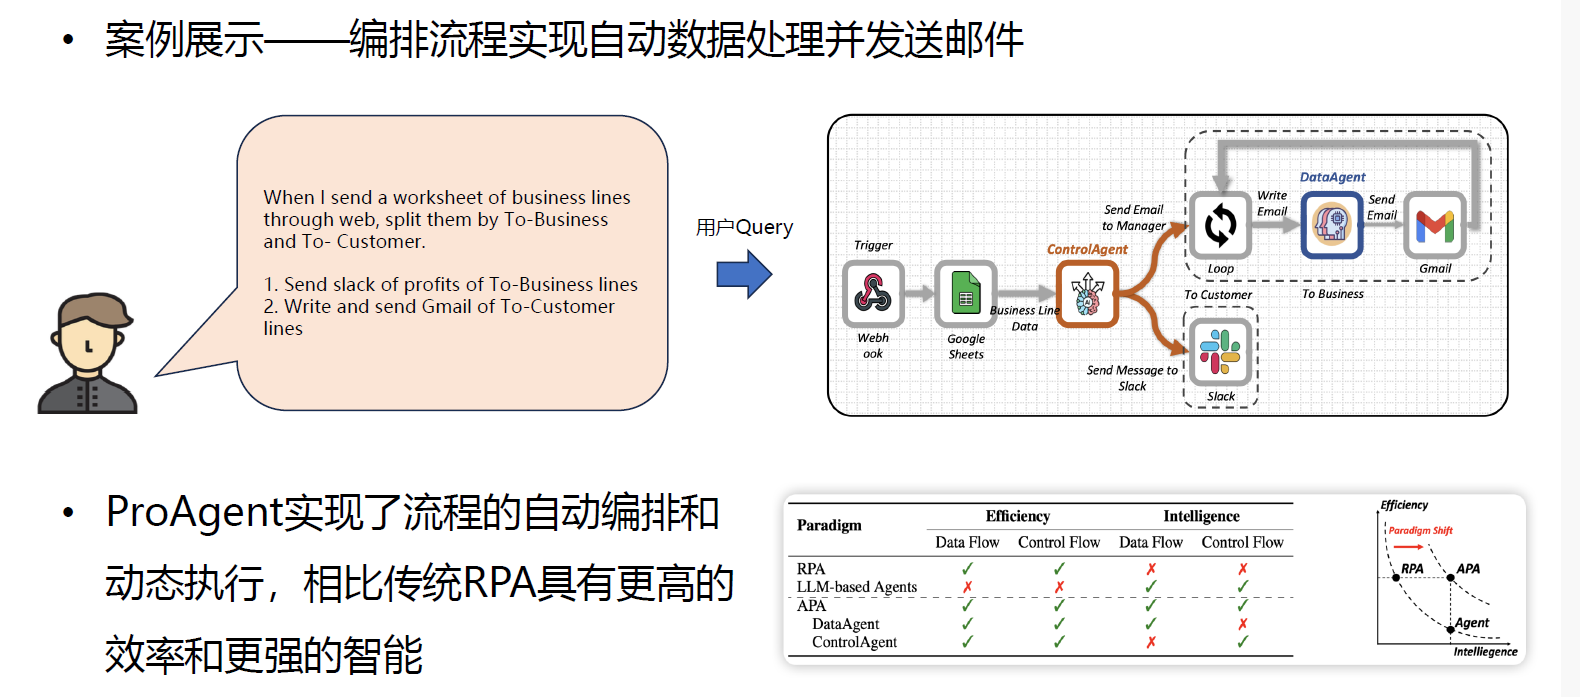 • 案例展示——编排流程实现自动数据处理并发送邮件
When I send a worksheet of business lines
through web, split them by To-Business
and To- Customer.
1. Send slack of profits of To-Business lines
2. Write and send Gmail of To-Customer
lines
用户Query
Trigger
Webh
ook
Google
Sheets
Business Line
Data
ControlAgent
Send Email
to Manager
Send Message to
Slack
Loop
Write
Email
DataAgent
Send
Email
Gmail
To Customer
To Business
Slack
• ProAgent实现了流程的自动编排和
动态执行，相比传统RPA具有更高的
效率和更强的智能
Paradigm Efficiency Intelligence
Data Flow Control Flow Data Flow Control Flow
RPA ✓ ✓ ✗ ✗
LLM-based Agents ✗ ✗ ✓ ✓
APA ✓ ✓ ✓ ✓
DataAgent ✓ ✓ ✓ ✗
ControlAgent ✓ ✓ ✗ ✓
Efficiency
Paradigm Shift
RPA
APA
Agent
Intelliegence